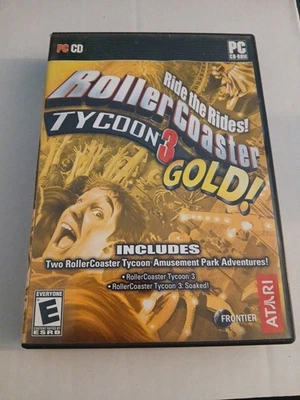 PC CD
PC
CD-ROM
Ride the Rides!
RollerCoaster
TYCOON 3
GOLD!
INCLUDES
Two RollerCoaster Tycoon Amusement Park Adventures!
• RollerCoaster Tycoon 3
• RollerCoaster Tycoon 3: Soaked!
EVERYONE
E
ESRB
FRONTIER
ATARI